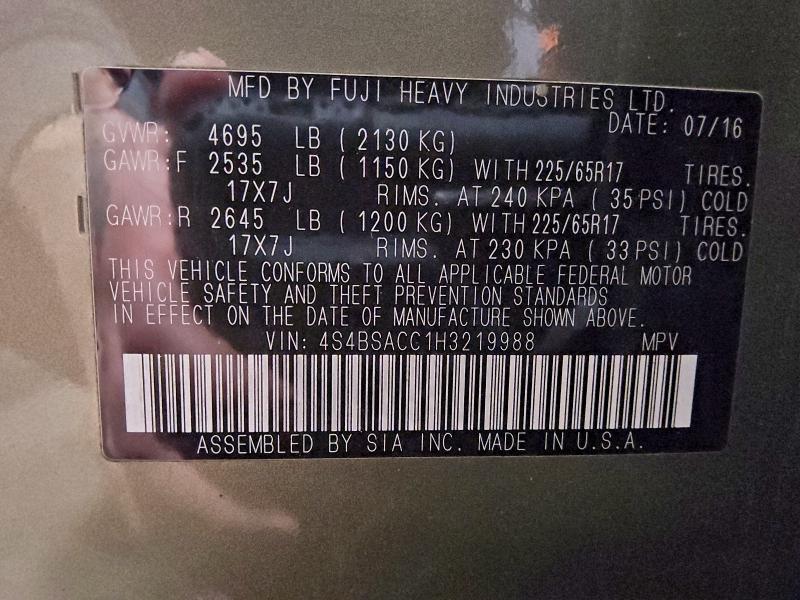 MFD BY FUJI HEAVY INDUSTRIES LTD.
DATE: 07/16
GVWR: 4695 LB ( 2130 KG)
GAWR:F 2535 LB ( 1150 KG) WITH 225/65R17 TIRES.
17X7J RIMS. AT 240 KPA ( 35 PSI) COLD
GAWR:R 2645 LB ( 1200 KG) WITH 225/65R17 TIRES.
17X7J RIMS. AT 230 KPA ( 33 PSI) COLD
THIS VEHICLE CONFORMS TO ALL APPLICABLE FEDERAL MOTOR
VEHICLE SAFETY AND THEFT PREVENTION STANDARDS
IN EFFECT ON THE DATE OF MANUFACTURE SHOWN ABOVE.
VIN: 4S4BSACC1H3219988 MPV
ASSEMBLED BY SIA INC. MADE IN U.S.A.